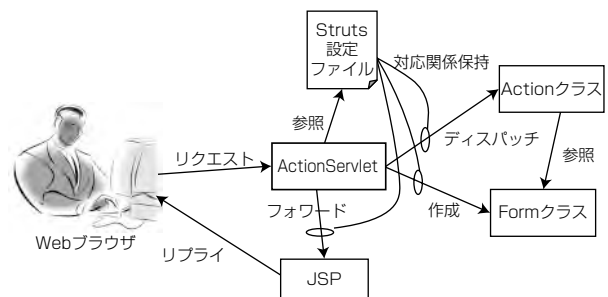 Struts
設定
ファイル
対応関係保持
Actionクラス
参照
ディスパッチ
リクエスト
ActionServlet
参照
フォワード
作成
Formクラス
Webブラウザ
リプライ
JSP